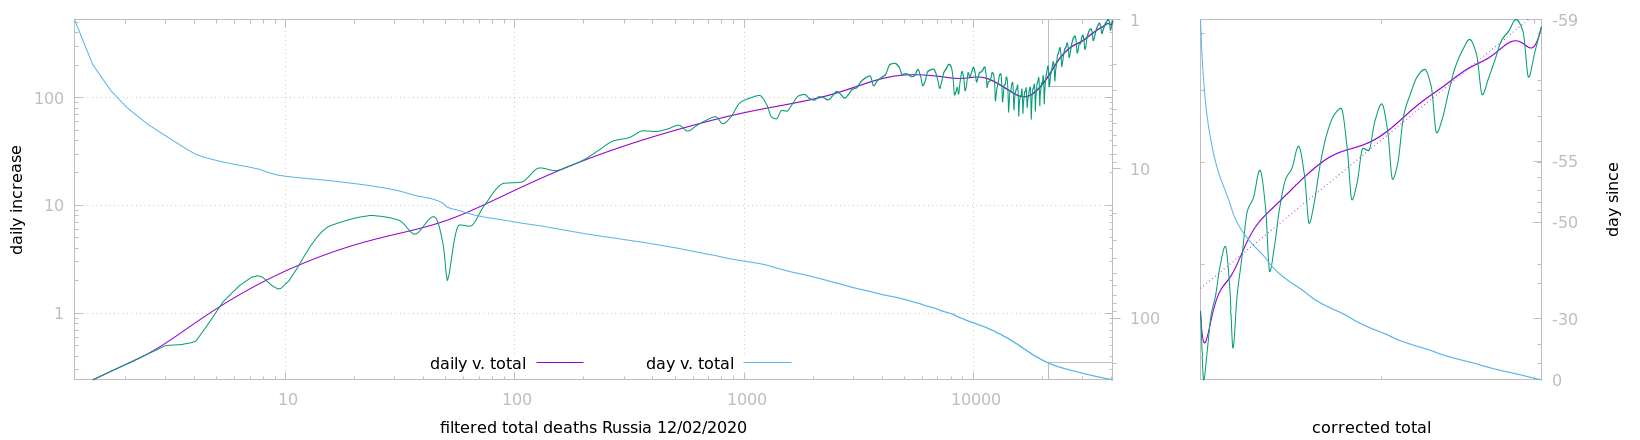 daily increase
100
10
1
10
100
1000
10000
1
10
100
daily v. total
day v. total
filtered total deaths Russia 12/02/2020
-59
-55
-50
-30
0
day since
corrected total